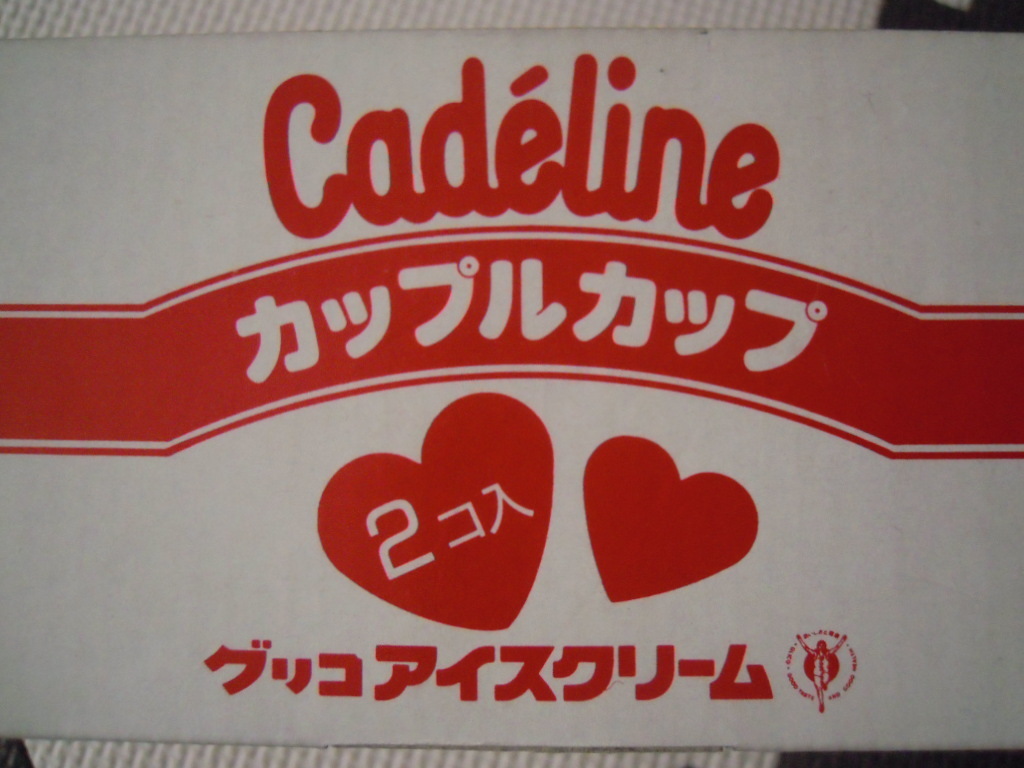 Cadéline
カップルカップ
2コ入
グリコアイスクリーム